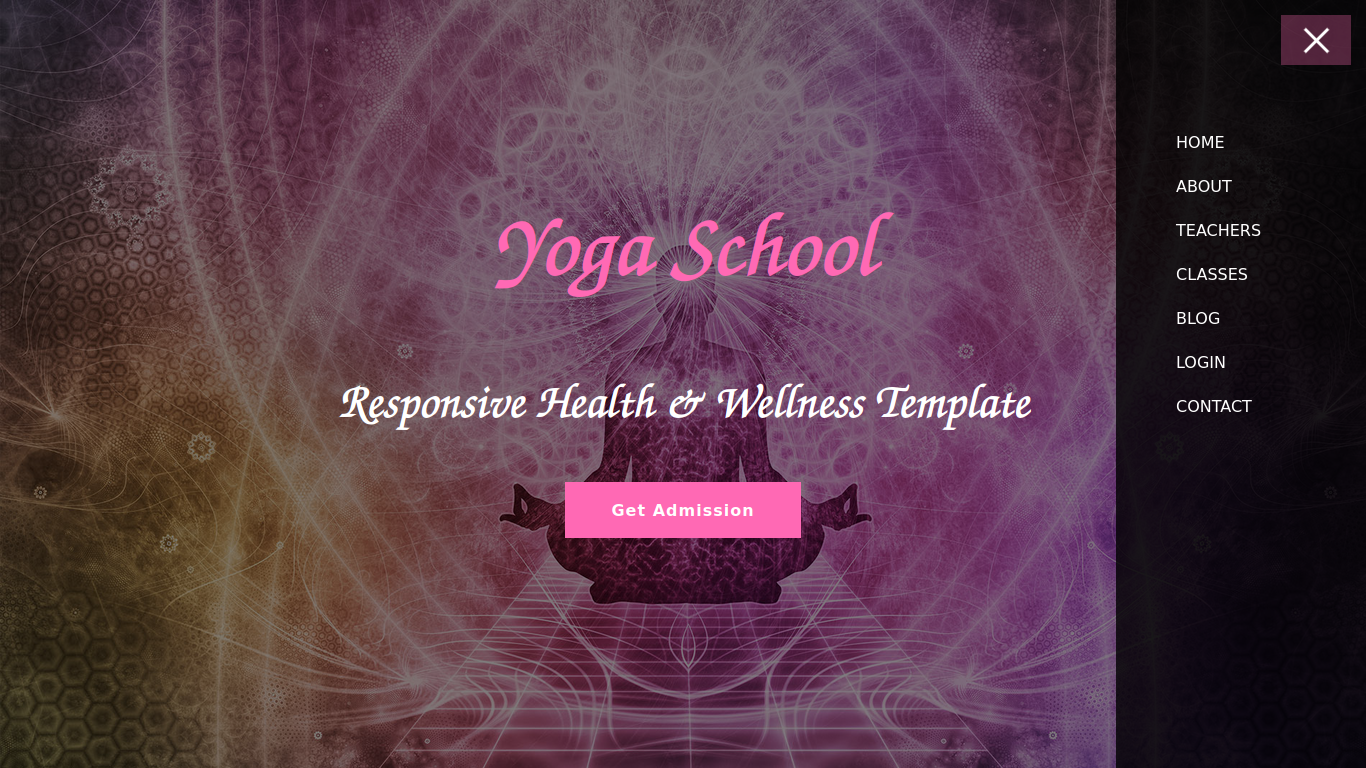 HOME
ABOUT
TEACHERS
CLASSES
BLOG
LOGIN
CONTACT
Yoga School
Responsive Health & Wellness Template
Get Admission